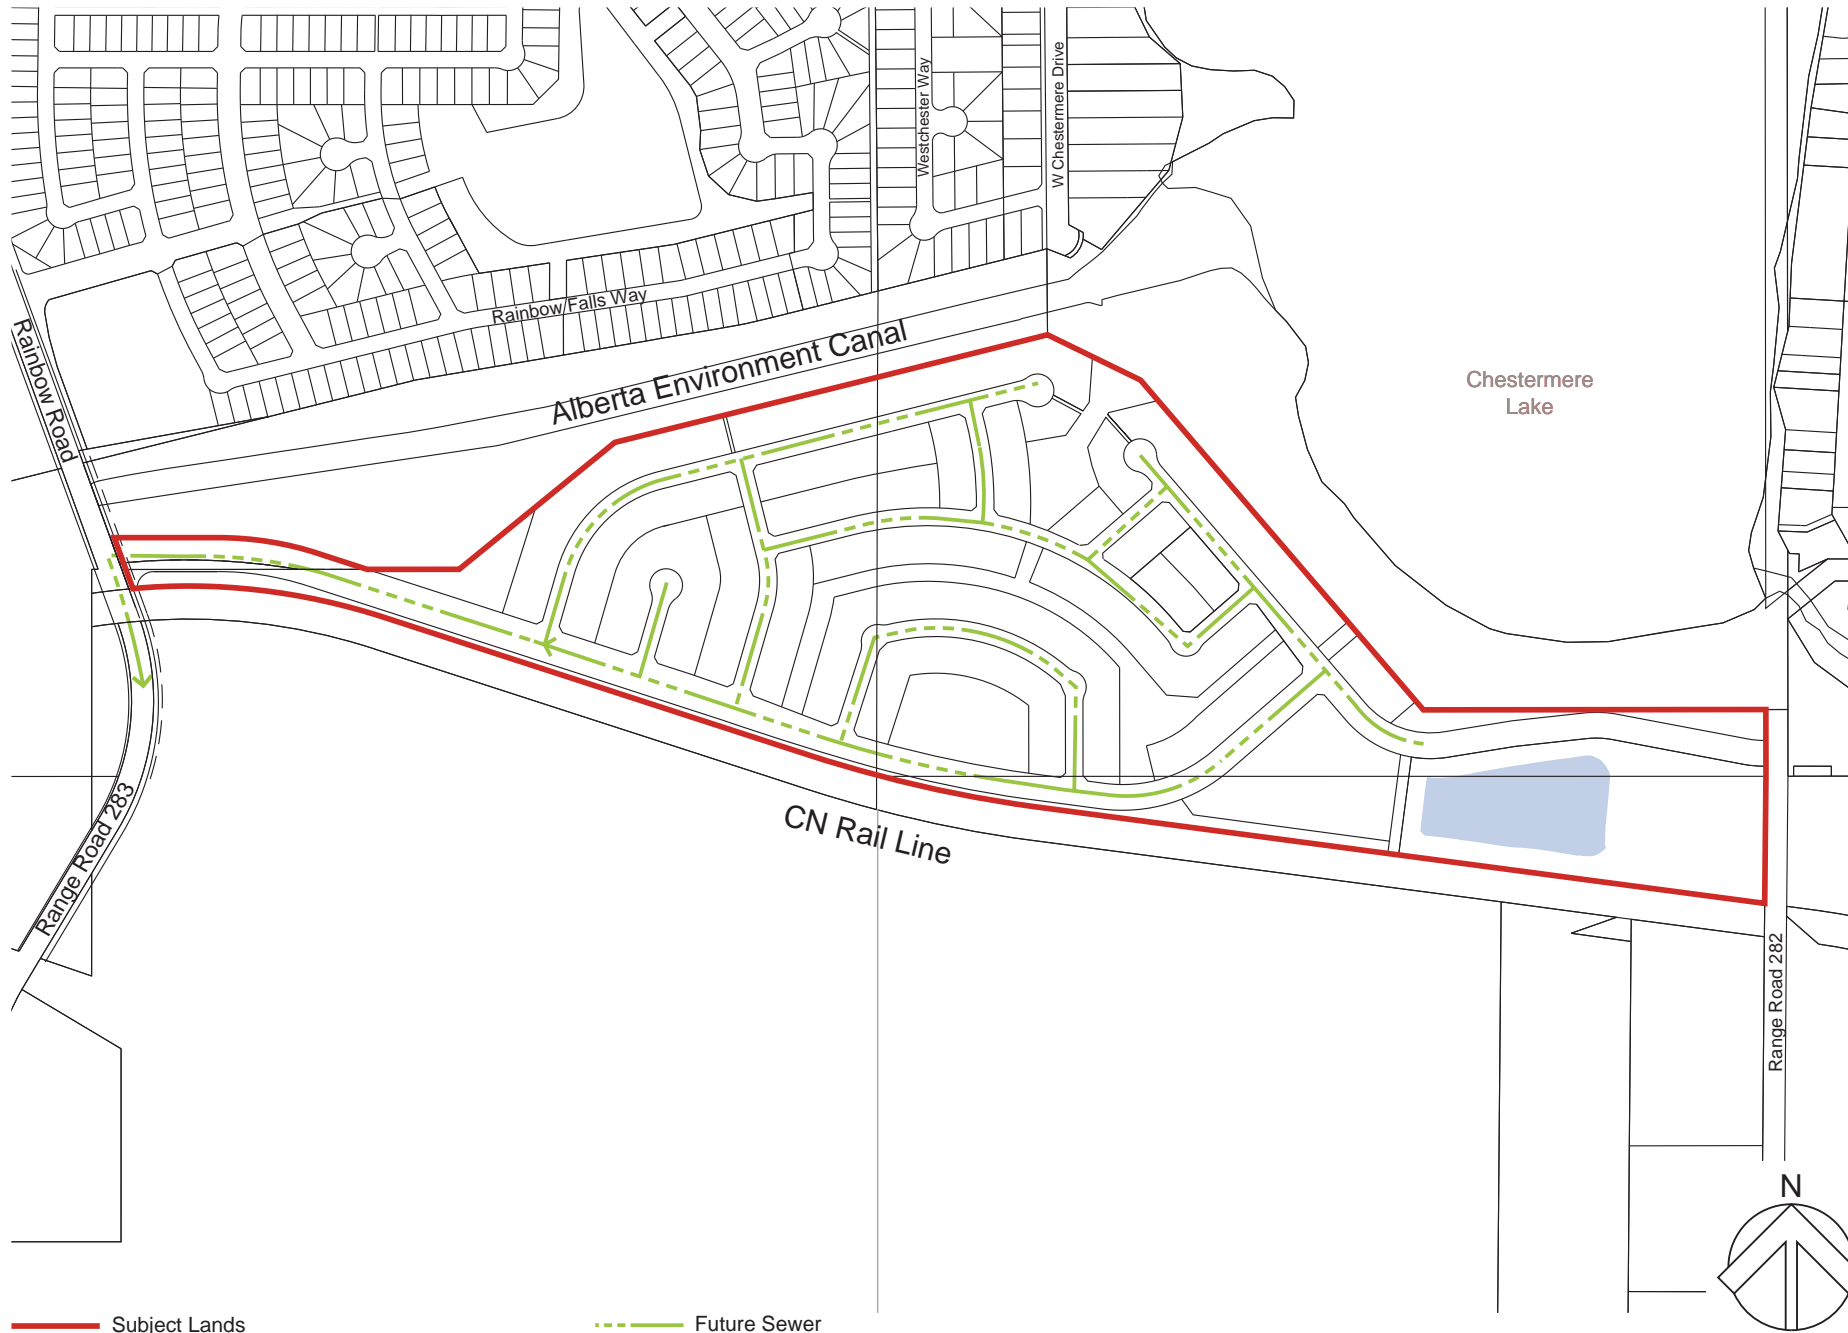 Westchester Way
W Chestermere Drive
Rainbow Falls Way
Rainbow Road
Alberta Environment Canal
Chestermere
Lake
CN Rail Line
Range Road 283
Range Road 282
N
Subject Lands
Future Sewer